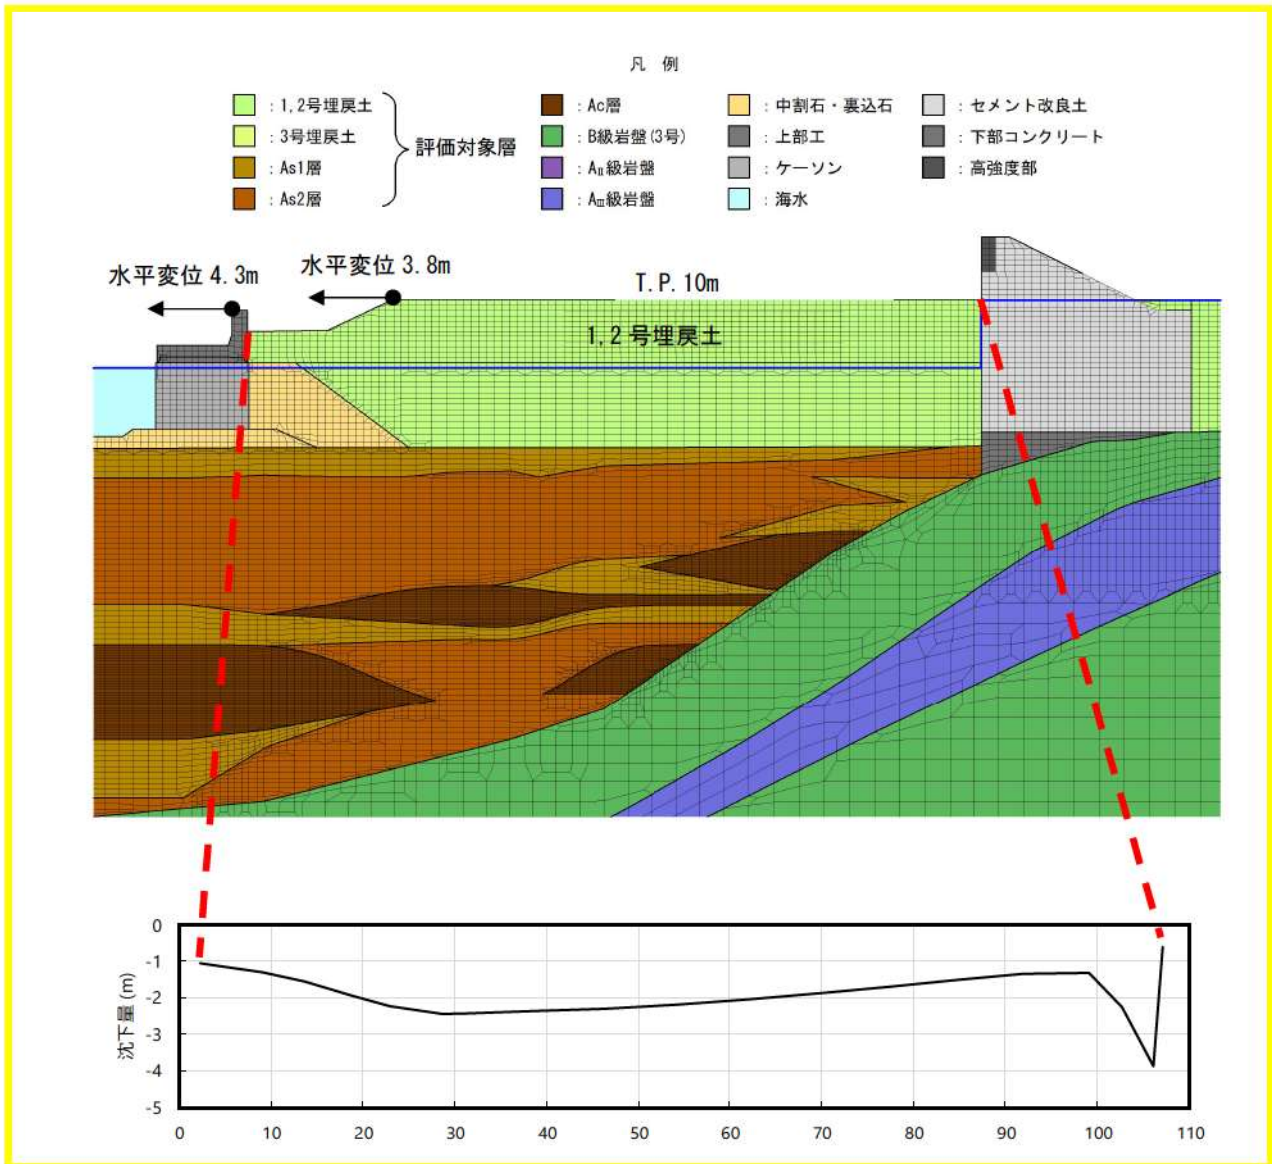 凡 例
: 1,2号埋戻土
: 3号埋戻土
: As1層
: As2層
評価対象層
: Ac層
: B級岩盤(3号)
: AⅡ級岩盤
: AⅢ級岩盤
: 中割石・裏込石
: 上部工
: ケーソン
: 海水
: セメント改良土
: 下部コンクリート
: 高強度部
水平変位 4.3m
水平変位 3.8m
T.P.10m
1,2 号埋戻土
沈下量 (m)
0
-1
-2
-3
-4
-5
0 10 20 30 40 50 60 70 80 90 100 110